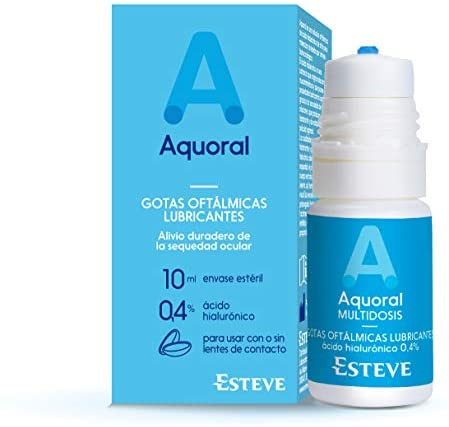 A
Aquoral
GOTAS OFTÁLMICAS
LUBRICANTES
Alivio duradero de
la sequedad ocular
10 ml envase estéril
0,4% ácido
hialurónico
para usar con o sin
lentes de contacto
ESTEVE
A
Aquoral
MULTIDOSIS
GOTAS OFTÁLMICAS LUBRICANTES
ácido hialurónico 0,4%
ESTEVE